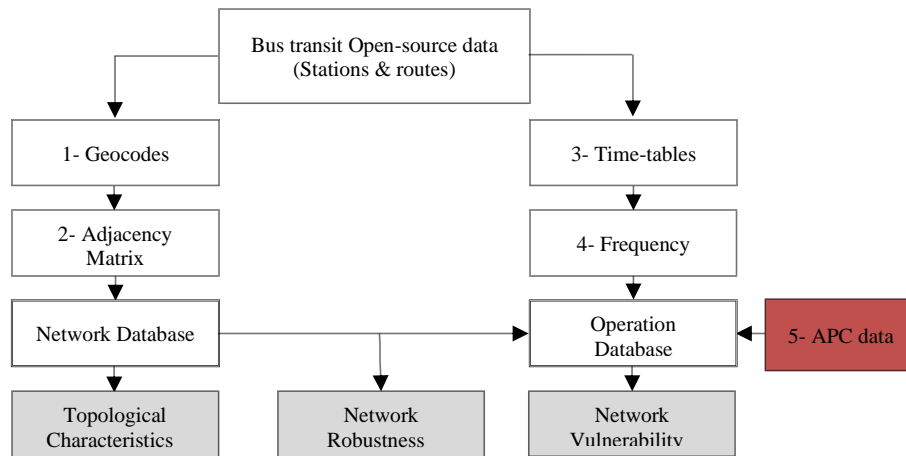 Bus transit Open-source data
(Stations & routes)
1- Geocodes
3- Time-tables
2- Adjacency
Matrix
4- Frequency
Network Database
Operation
Database
5- APC data
Topological
Characteristics
Network
Robustness
Network
Vulnerability